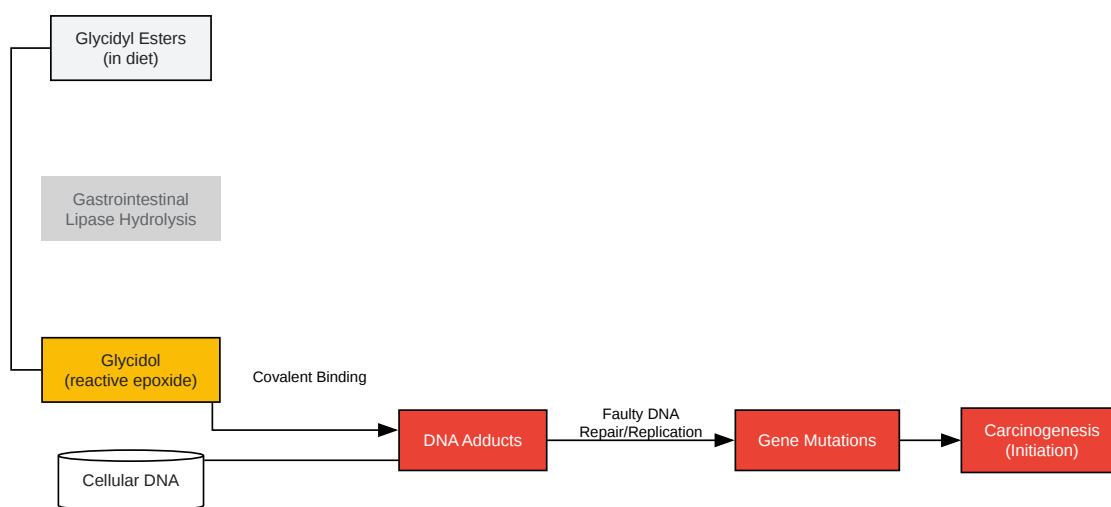 Glycidyl Esters
(in diet)
Gastrointestinal
Lipase Hydrolysis
Glycidol
(reactive epoxide)
Covalent Binding
Cellular DNA
DNA Adducts
Faulty DNA
Repair/Replication
Gene Mutations
Carcinogenesis
(Initiation)